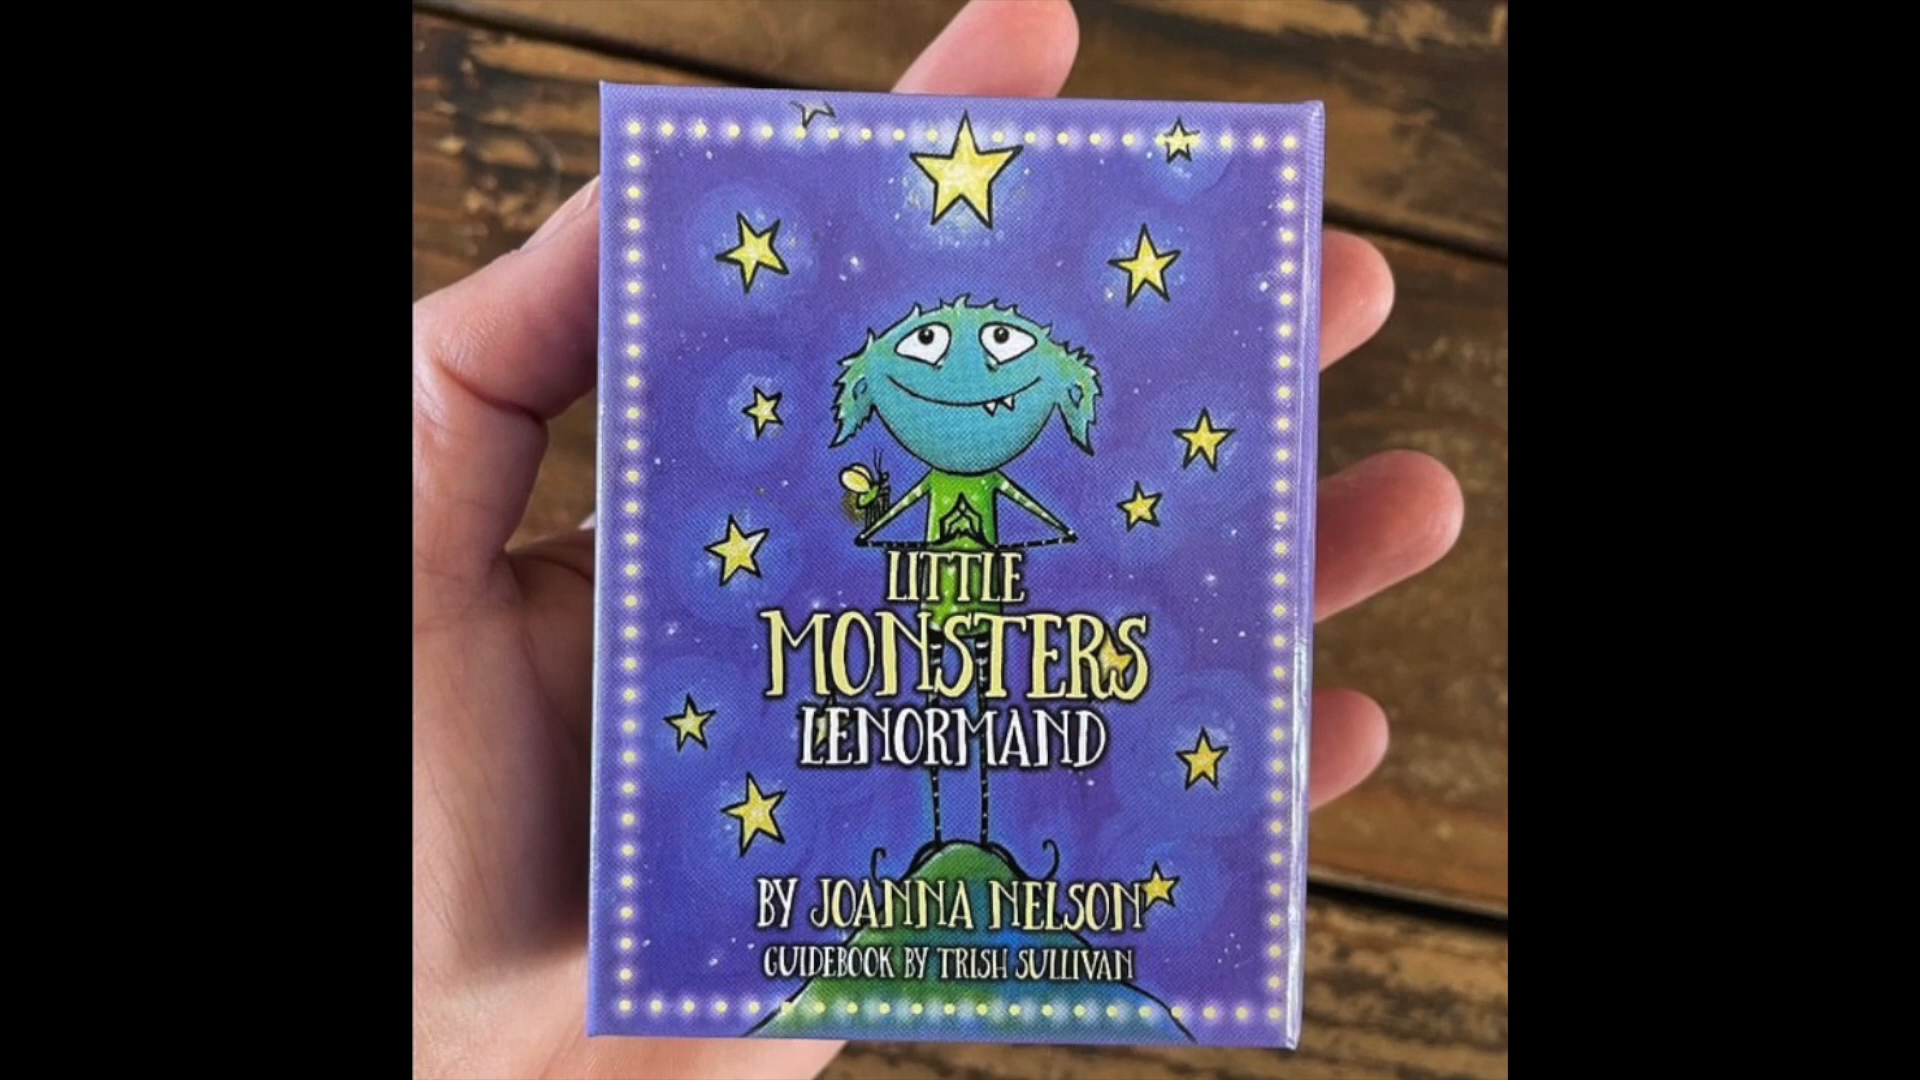 LITTLE
MONSTERS
LENORMAND
BY JOANNA NELSON
GUIDEBOOK BY TRISH SULLIVAN